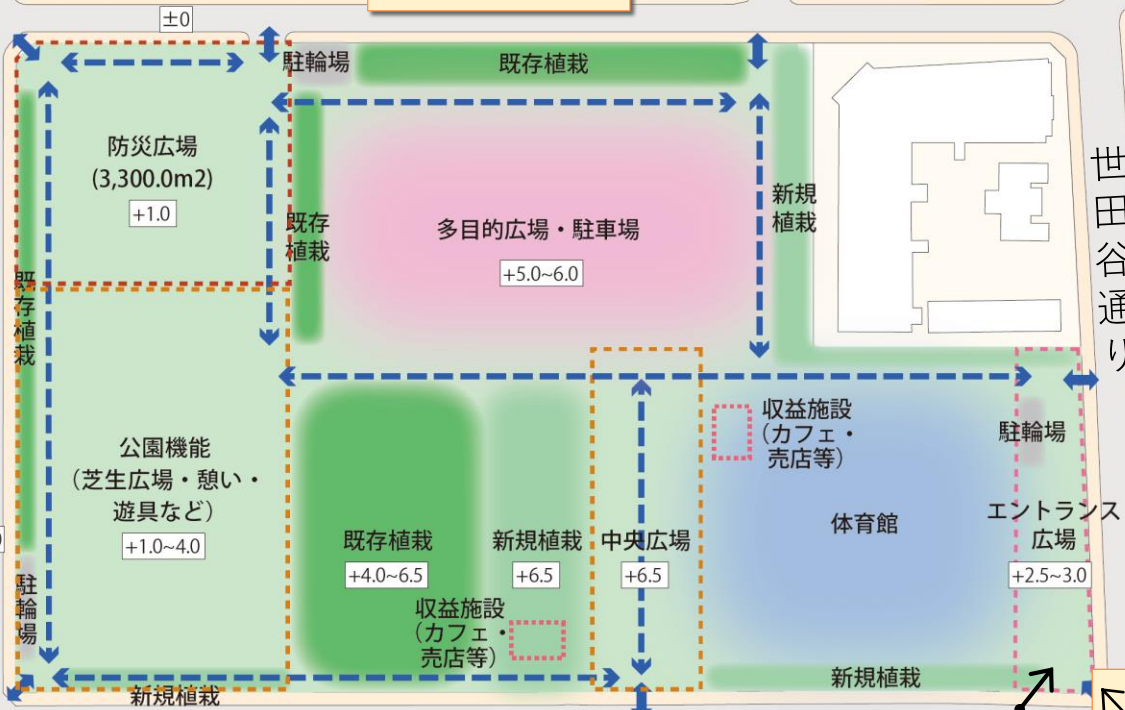 ±0
駐輪場
既存植栽
防災広場
(3,300.0m2)
+1.0
既存
植栽
多目的広場・駐車場
+5.0~6.0
新規
植栽
世田谷通り
既存植栽
公園機能
（芝生広場・憩い・
遊具など）
+1.0~4.0
駐輪場
既存植栽
+4.0~6.5
新規植栽
+6.5
中央広場
+6.5
収益施設
（カフェ・
売店等）
収益施設
（カフェ・
売店等）
体育館
駐輪場
エントランス
広場
+2.5~3.0
新規植栽
新規植栽